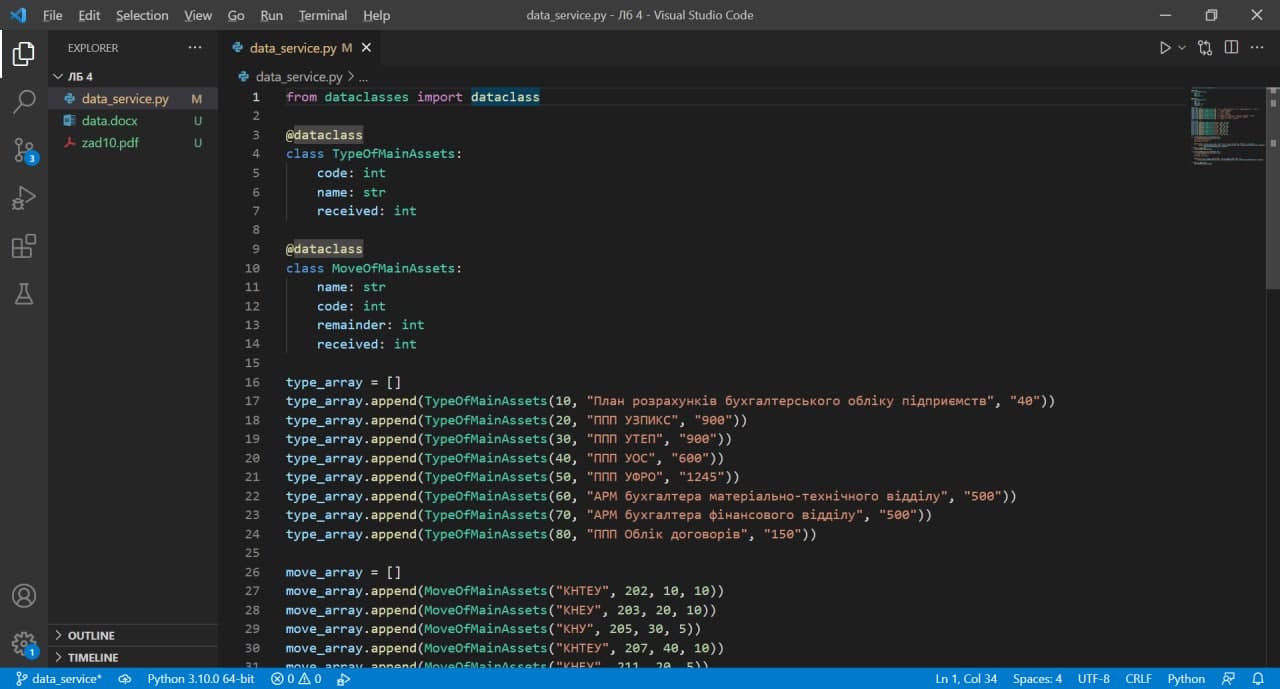 File Edit Selection View Go Run Terminal Help data_service.py - Лб 4 - Visual Studio Code
EXPLORER ···
data_service.py M
ЛБ 4
data_service.py M
data.docx U
zad10.pdf U
data_service.py > ...
1 from dataclasses import dataclass
2
3 @dataclass
4 class TypeOfMainAssets:
5 code: int
6 name: str
7 received: int
8
9 @dataclass
10 class MoveOfMainAssets:
11 name: str
12 code: int
13 remainder: int
14 received: int
15
16 type_array = []
17 type_array.append(TypeOfMainAssets(10, "План розрахунків бухгалтерського обліку підприємств", "40"))
18 type_array.append(TypeOfMainAssets(20, "ППП УЗПИКС", "900"))
19 type_array.append(TypeOfMainAssets(30, "ППП УТЕП", "900"))
20 type_array.append(TypeOfMainAssets(40, "ППП УОС", "600"))
21 type_array.append(TypeOfMainAssets(50, "ППП УФРО", "1245"))
22 type_array.append(TypeOfMainAssets(60, "АРМ бухгалтера матеріально-технічного відділу", "500"))
23 type_array.append(TypeOfMainAssets(70, "АРМ бухгалтера фінансового відділу", "500"))
24 type_array.append(TypeOfMainAssets(80, "ППП Облік договорів", "150"))
25
26 move_array = []
27 move_array.append(MoveOfMainAssets("КНТЕУ", 202, 10, 10))
28 move_array.append(MoveOfMainAssets("КНЕУ", 203, 20, 10))
29 move_array.append(MoveOfMainAssets("КНУ", 205, 30, 5))
30 move_array.append(MoveOfMainAssets("КНТЕУ", 207, 40, 10))
31 move_array.append(MoveOfMainAssets("КНЕУ", 211, 20, 5))
3
1
OUTLINE
TIMELINE
data_service* Python 3.10.0 64-bit 0 0 Ln 1, Col 34 Spaces: 4 UTF-8 CRLF Python